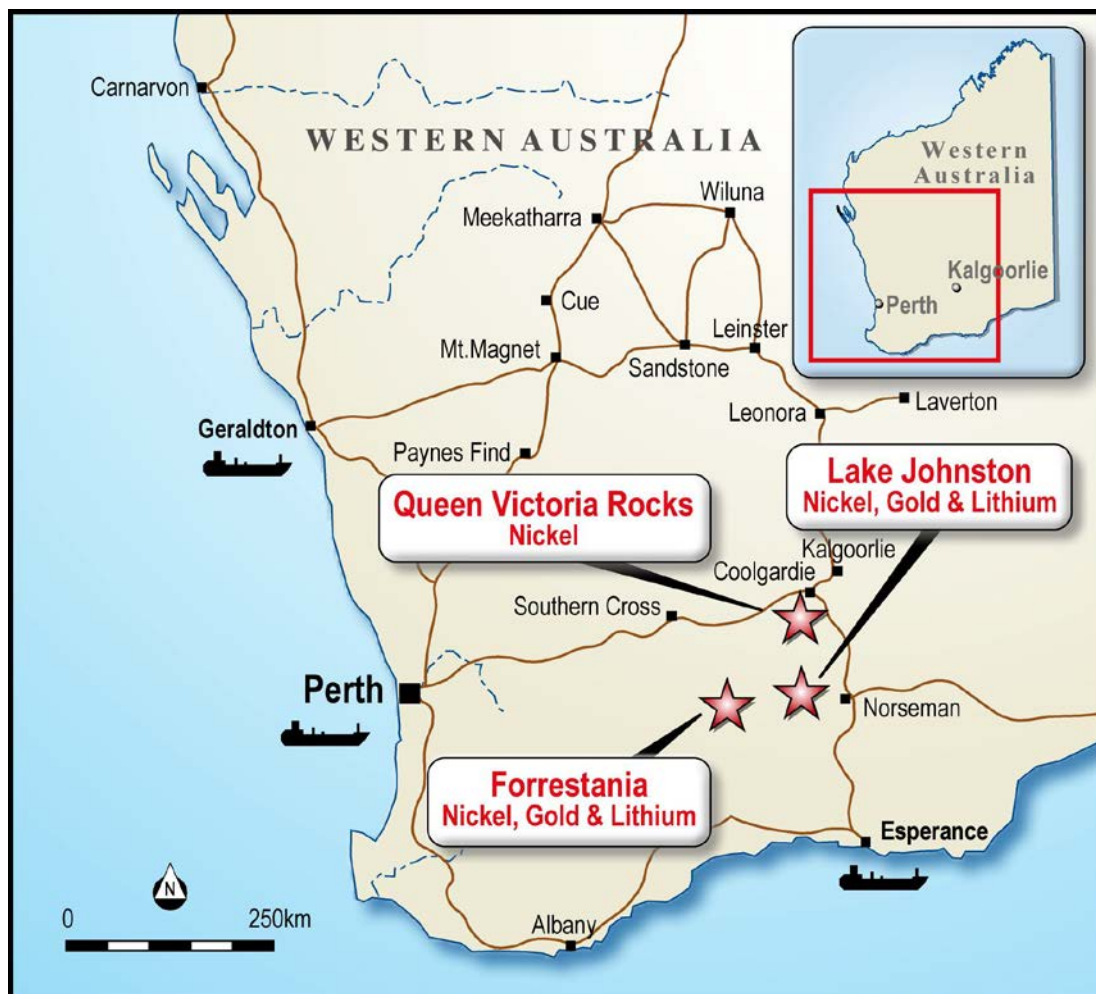 Carnarvon
WESTERN AUSTRALIA
Western
Australia
Kalgoorlie
Perth
Wiluna
Meekatharra
Cue
Leinster
Mt.Magnet
Sandstone
Laverton
Leonora
Geraldton
Paynes Find
Lake Johnston
Nickel, Gold & Lithium
Queen Victoria Rocks
Nickel
Kalgoorlie
Coolgardie
Southern Cross
Perth
Norseman
Forrestania
Nickel, Gold & Lithium
Esperance
N
0 250km
Albany